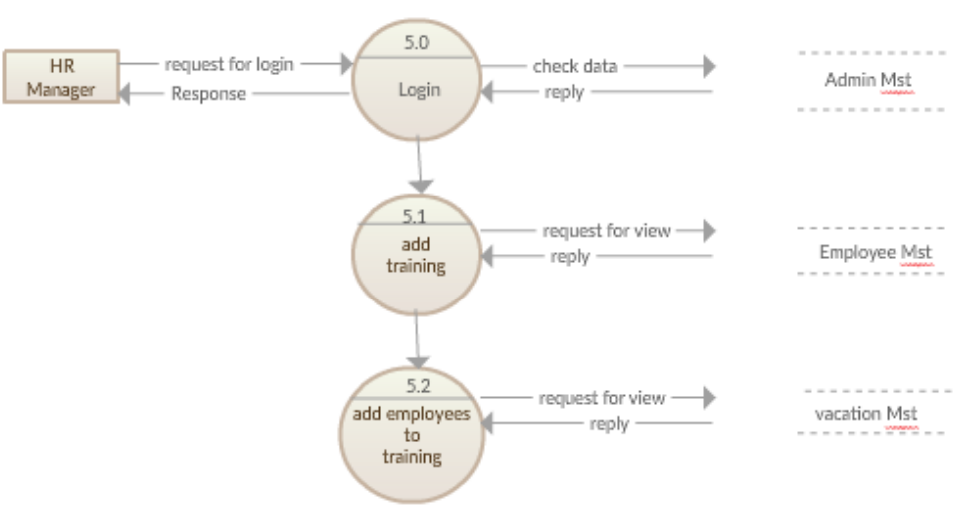 HR
Manager
request for login
Response
5.0
Login
check data
reply
Admin Mst
5.1
add
training
request for view
reply
Employee Mst
5.2
add employees
to
training
request for view
reply
vacation Mst